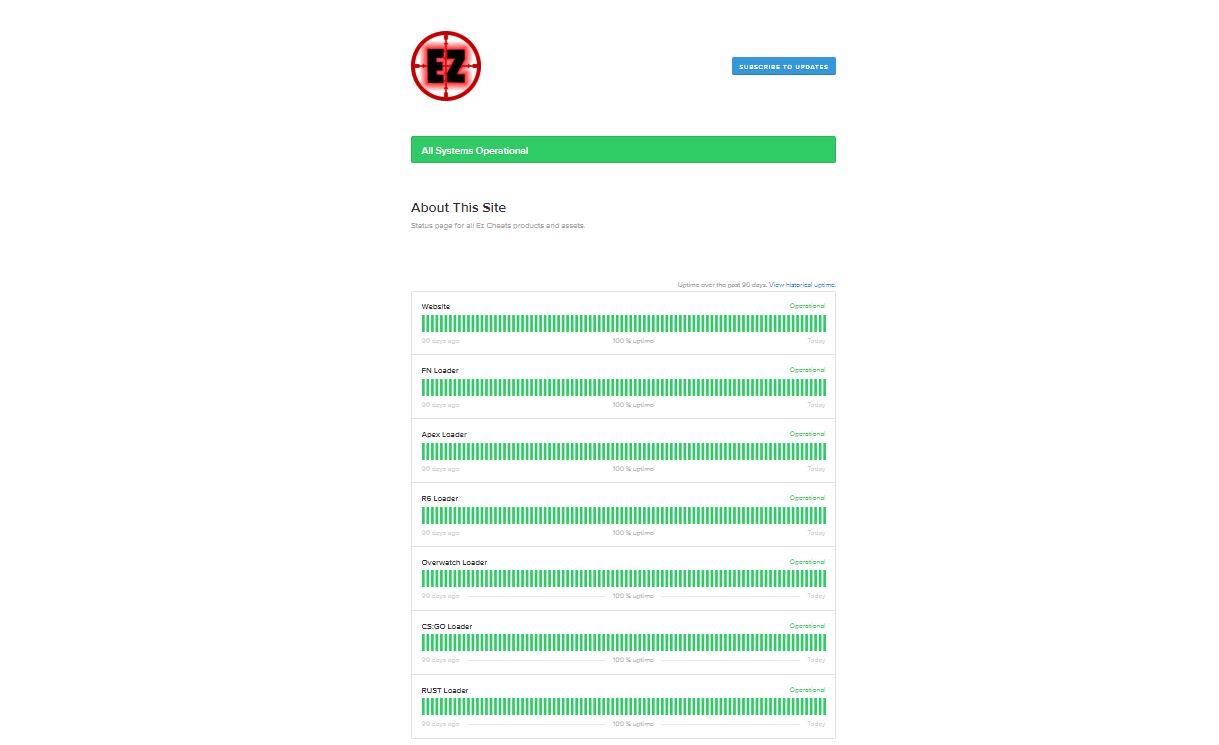 EZ
SUBSCRIBE TO UPDATES
All Systems Operational
About This Site
Status page for all Ez Cheats products and assets.
Uptime over the past 90 days. View historical uptime.
Website Operational
90 days ago 100 % uptime Today
FN Loader Operational
90 days ago 100 % uptime Today
Apex Loader Operational
90 days ago 100 % uptime Today
R6 Loader Operational
90 days ago 100 % uptime Today
Overwatch Loader Operational
90 days ago 100 % uptime Today
CS:GO Loader Operational
90 days ago 100 % uptime Today
RUST Loader Operational
90 days ago 100 % uptime Today